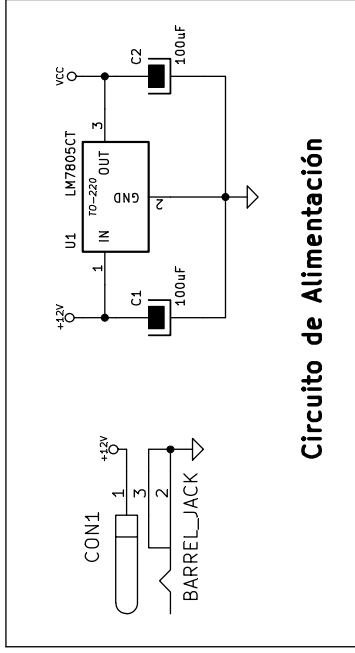 CON1
+12V
1
3
2
BARREL_JACK
+12V
C1
100uF
U1
LM7805CT
TO-220
1
IN
OUT
3
GND
2
VCC
C2
100uF
Circuito de Alimentación